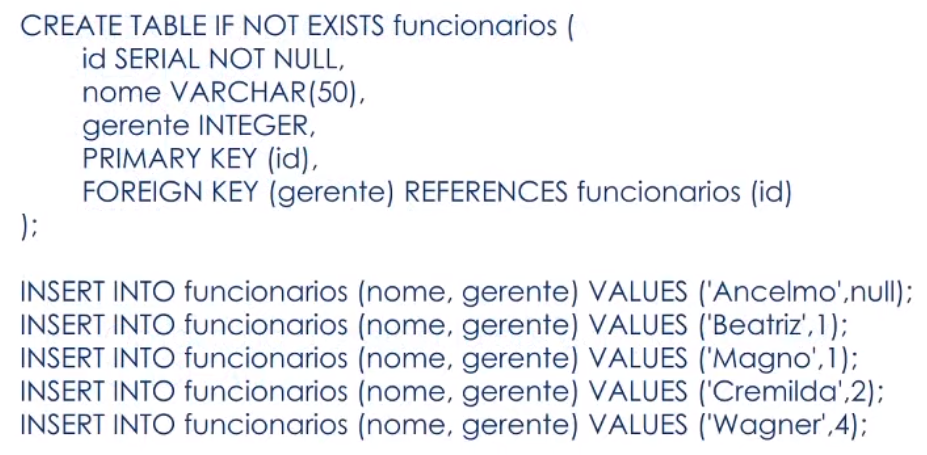 CREATE TABLE IF NOT EXISTS funcionarios (
id SERIAL NOT NULL,
nome VARCHAR(50),
gerente INTEGER,
PRIMARY KEY (id),
FOREIGN KEY (gerente) REFERENCES funcionarios (id)
);
INSERT INTO funcionarios (nome, gerente) VALUES ('Ancelmo',null);
INSERT INTO funcionarios (nome, gerente) VALUES ('Beatriz',1);
INSERT INTO funcionarios (nome, gerente) VALUES ('Magno',1);
INSERT INTO funcionarios (nome, gerente) VALUES ('Cremilda',2);
INSERT INTO funcionarios (nome, gerente) VALUES ('Wagner',4);